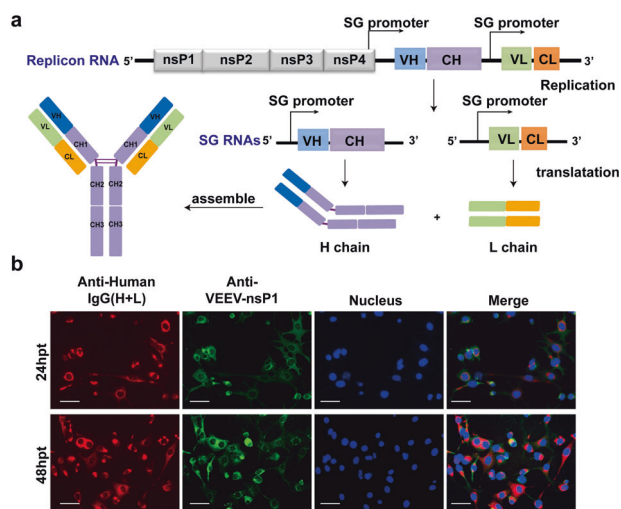 a
SG promoter
SG promoter
Replicon RNA 5' nsP1 nsP2 nsP3 nsP4 VH CH VL CL 3'
Replication
SG promoter
SG promoter
SG RNAs 5' VH CH 3'
5' VL CL 3'
translatation
VH VH
VL VL
CH1 CH1
CL CL
CH2 CH2
CH3 CH3
assemble
+
H chain
L chain
b
Anti-Human
IgG(H+L)
Anti-
VEEV-nsP1
Nucleus
Merge
24hpt
48hpt